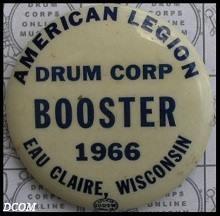 AMERICAN LEGION
DRUM CORP
BOOSTER
1966
EAU CLAIRE, WISCONSIN
DCOM